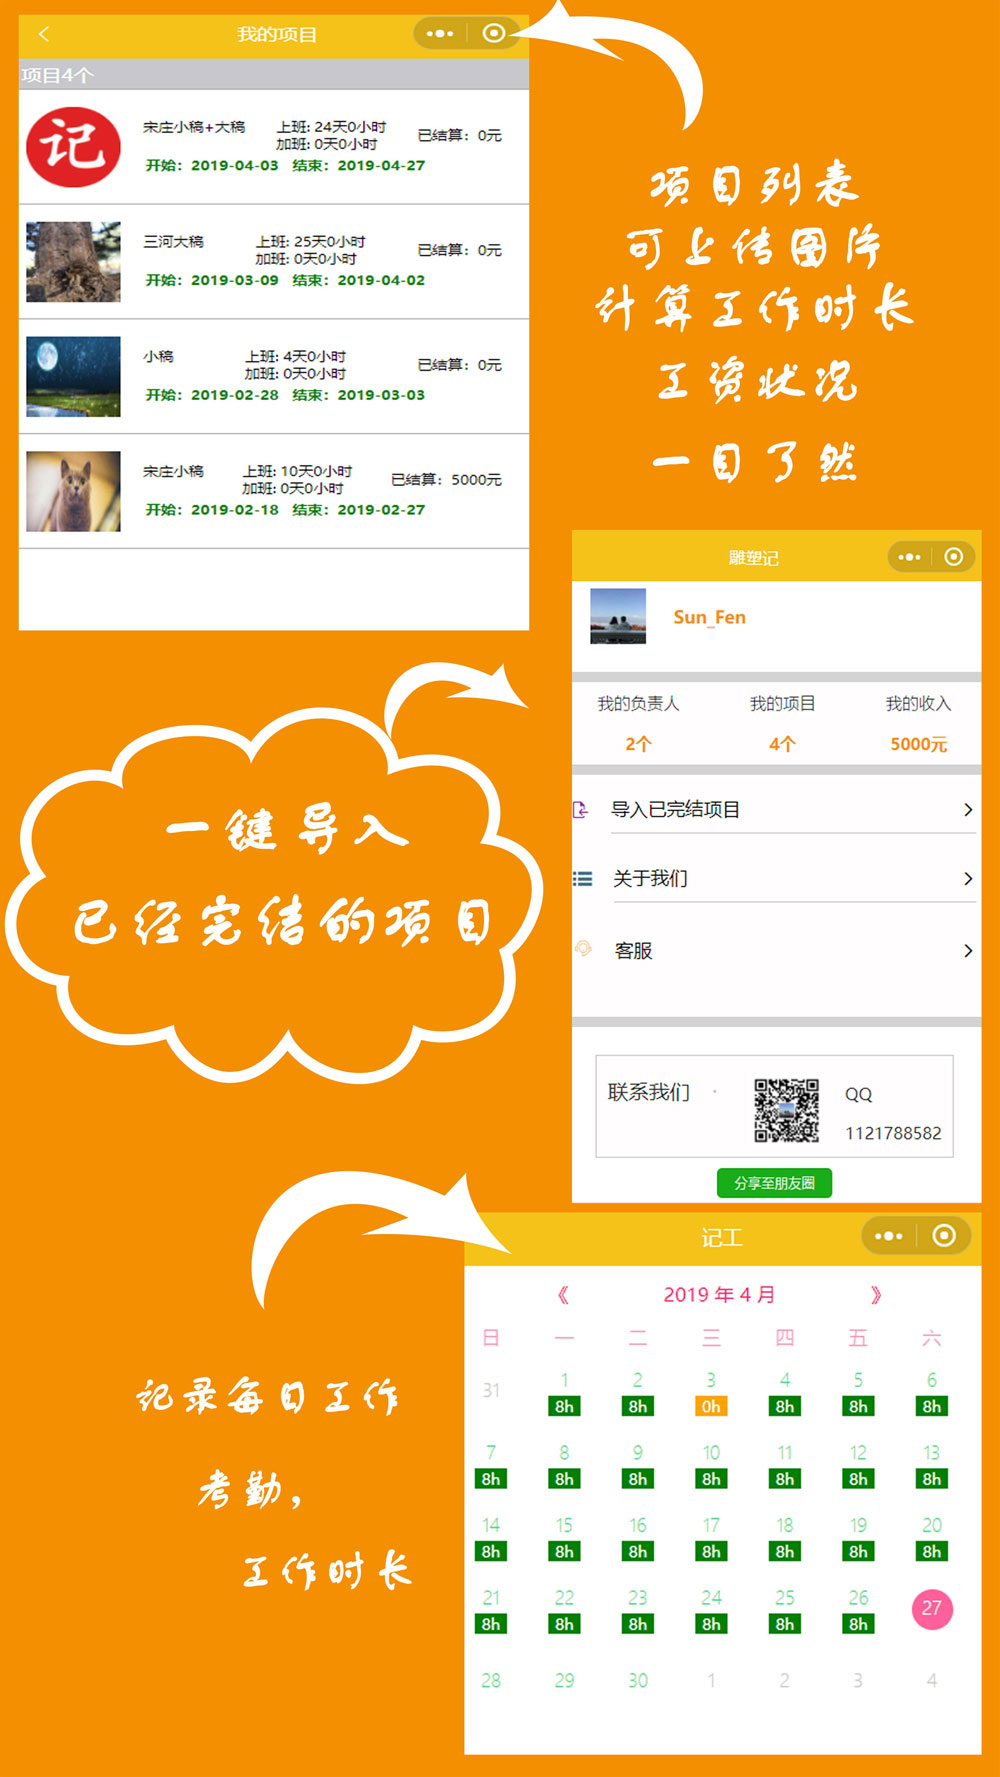 我的项目
项目4个
记
宋庄小稿+大稿
上班: 24天0小时
加班: 0天0小时
已结算：0元
开始：2019-04-03 结束：2019-04-27
三河大稿
上班: 25天0小时
加班: 0天0小时
已结算：0元
开始：2019-03-09 结束：2019-04-02
小稿
上班: 4天0小时
加班: 0天0小时
已结算：0元
开始：2019-02-28 结束：2019-03-03
宋庄小稿
上班: 10天0小时
加班: 0天0小时
已结算：5000元
开始：2019-02-18 结束：2019-02-27
项目列表
可上传图片
计算工作时长
工资状况
一目了然
雕塑记
Sun_Fen
我的负责人 我的项目 我的收入
2个 4个 5000元
导入已完结项目
关于我们
客服
联系我们
QQ
1121788582
分享至朋友圈
一键导入
已经完结的项目
记工
《 2019 年 4 月 》
日 一 二 三 四 五 六
31 1 2 3 4 5 6
8h 8h 0h 8h 8h 8h
7 8 9 10 11 12 13
8h 8h 8h 8h 8h 8h 8h
14 15 16 17 18 19 20
8h 8h 8h 8h 8h 8h 8h
21 22 23 24 25 26 27
8h 8h 8h 8h 8h 8h
28 29 30 1 2 3 4
记录每日工作
考勤，
工作时长